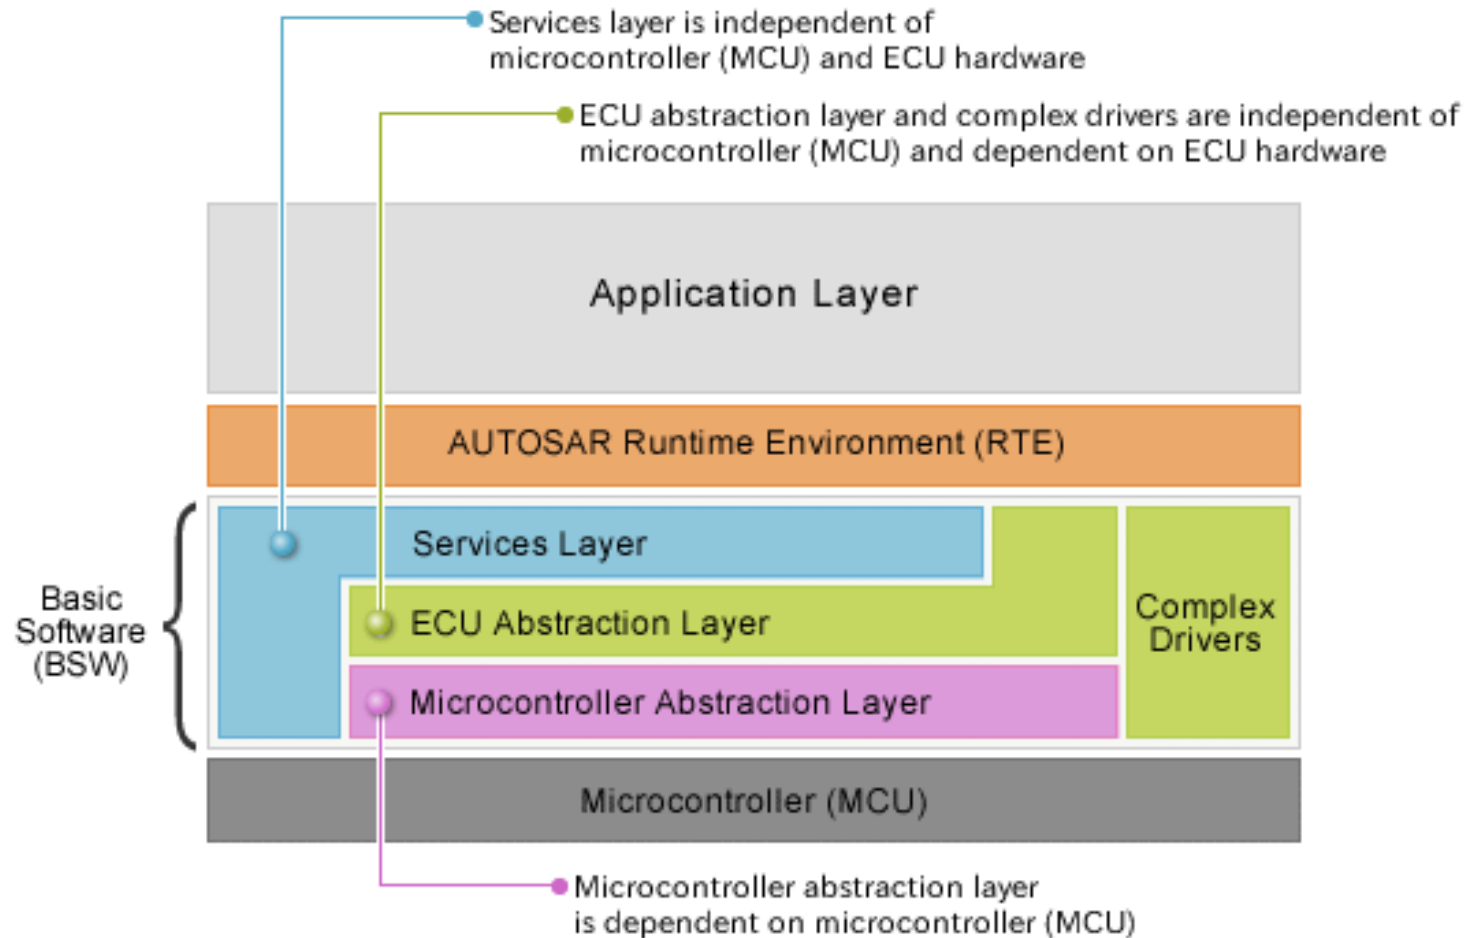 Services layer is independent of
microcontroller (MCU) and ECU hardware
ECU abstraction layer and complex drivers are independent of
microcontroller (MCU) and dependent on ECU hardware
Application Layer
AUTOSAR Runtime Environment (RTE)
Basic
Software
(BSW)
Services Layer
ECU Abstraction Layer
Microcontroller Abstraction Layer
Complex
Drivers
Microcontroller (MCU)
Microcontroller abstraction layer
is dependent on microcontroller (MCU)